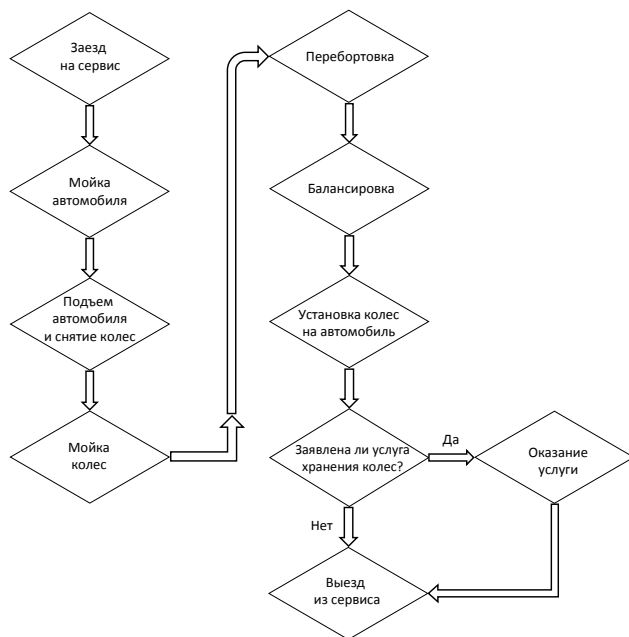 Заезд
на сервис
Мойка
автомобиля
Подъем
автомобиля
и снятие колес
Мойка
колес
Перебортовка
Балансировка
Установка колес
на автомобиль
Заявлена ли услуга
хранения колес?
Да
Оказание
услуги
Нет
Выезд
из сервиса